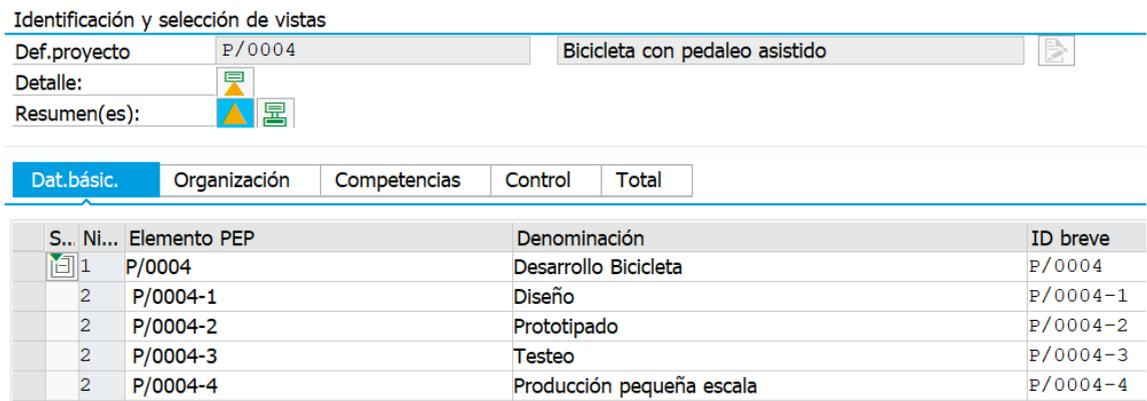 Identificación y selección de vistas
Def.proyecto P/0004 Bicicleta con pedaleo asistido
Detalle:
Resumen(es):
Dat.básic. Organización Competencias Control Total
S... Ni... Elemento PEP Denominación ID breve
1 P/0004 Desarrollo Bicicleta P/0004
2 P/0004-1 Diseño P/0004-1
2 P/0004-2 Prototipado P/0004-2
2 P/0004-3 Testeo P/0004-3
2 P/0004-4 Producción pequeña escala P/0004-4